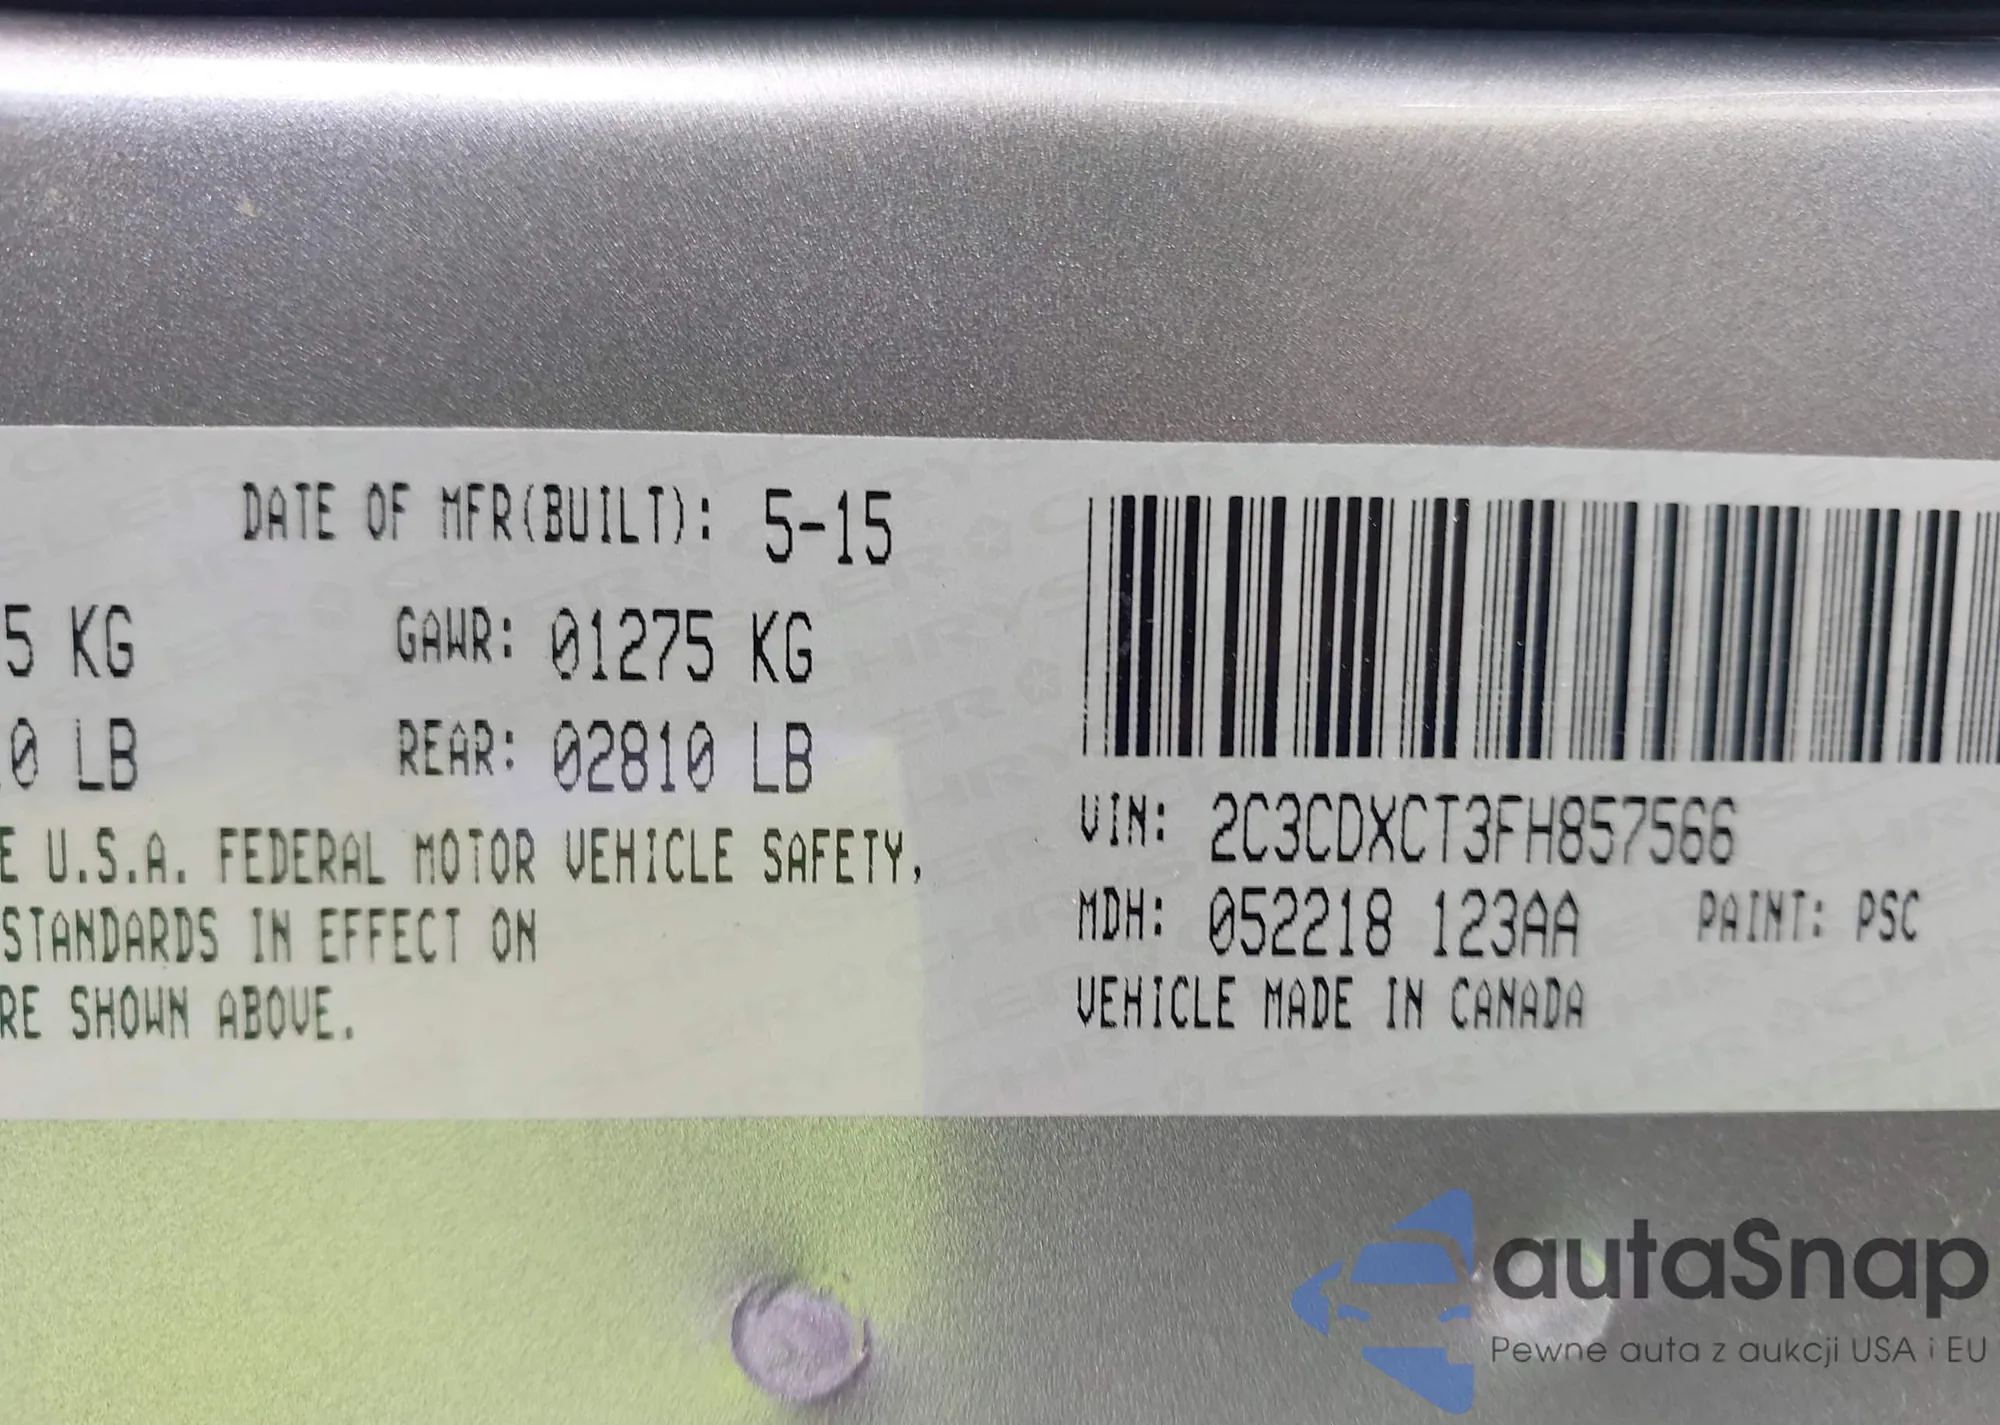 DATE OF MFR(BUILT): 5-15
5 KG GAWR: 01275 KG
0 LB REAR: 02810 LB
E U.S.A. FEDERAL MOTOR VEHICLE SAFETY,
STANDARDS IN EFFECT ON
RE SHOWN ABOVE.
VIN: 2C3CDXCT3FH857566
MDH: 052218 123AA PAINT: PSC
VEHICLE MADE IN CANADA
autaSnap
Pewne auta z aukcji USA i EU